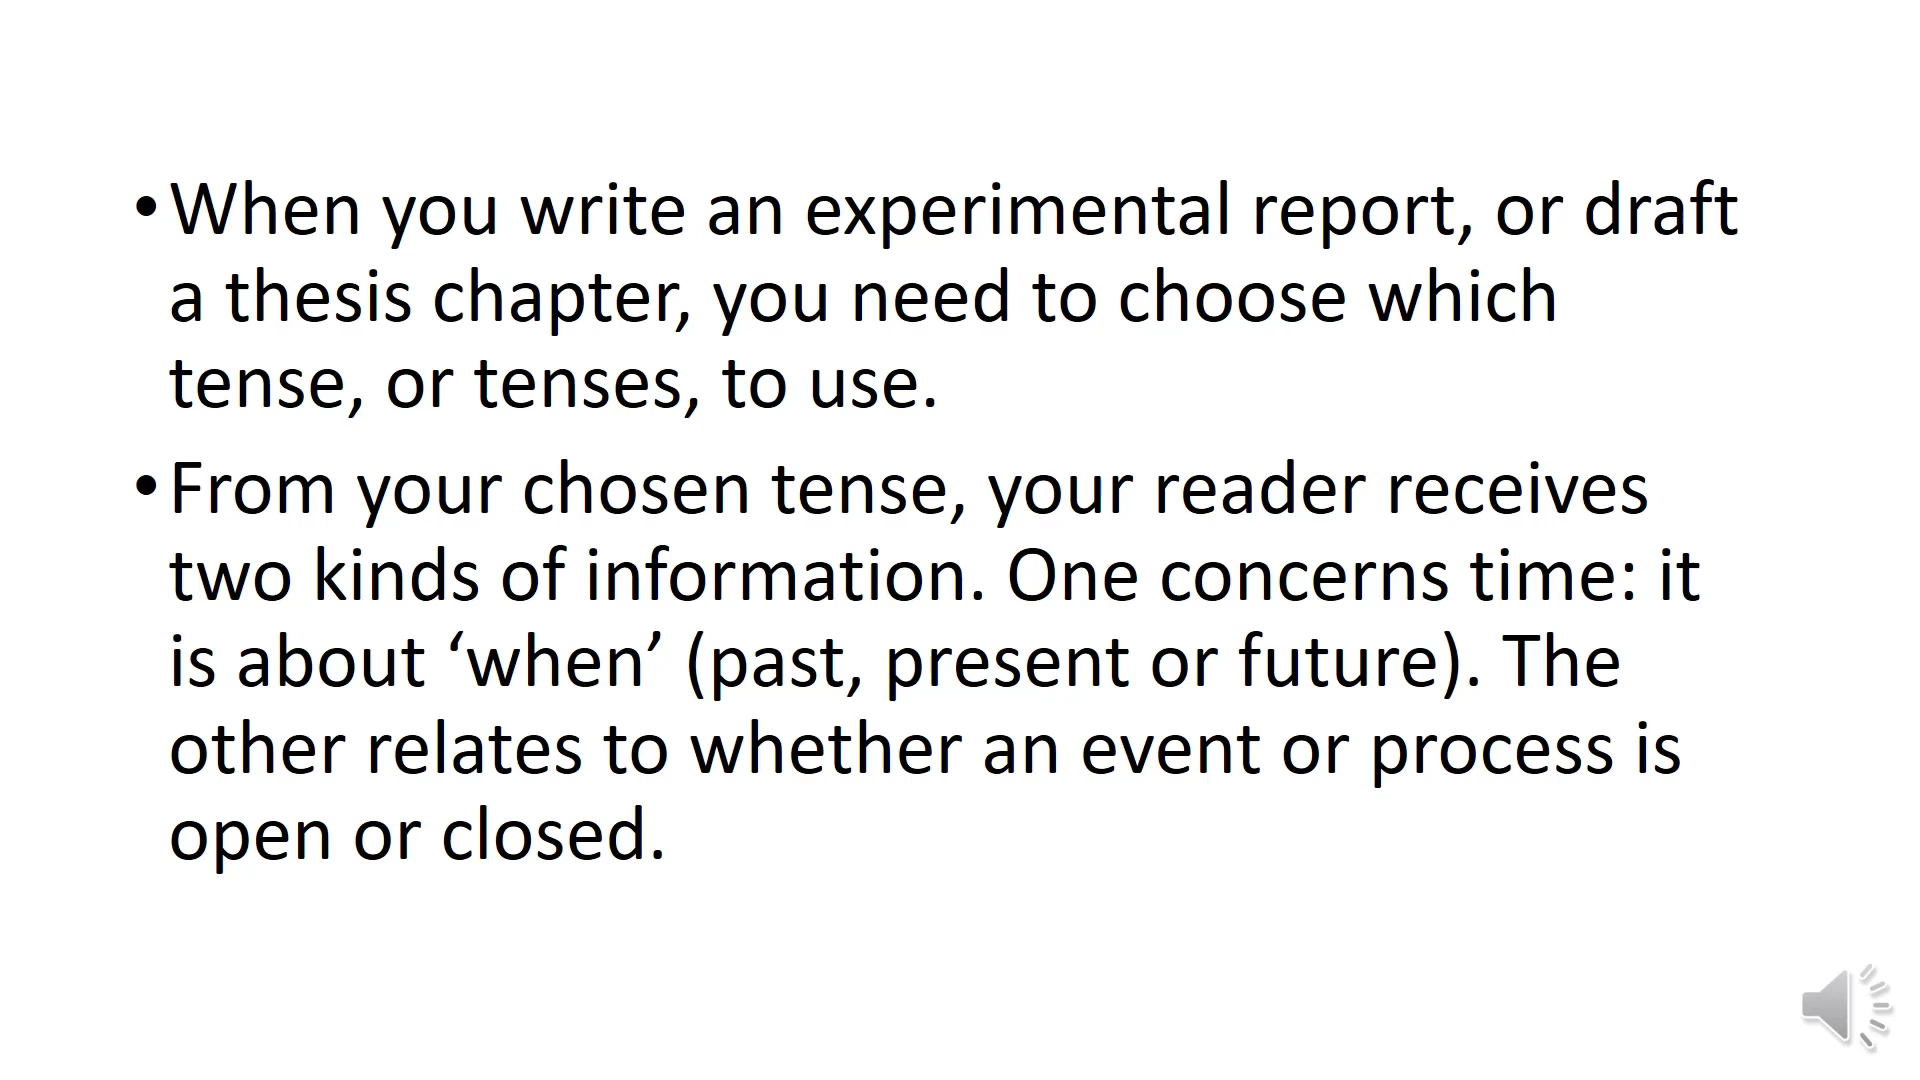 • When you write an experimental report, or draft
a thesis chapter, you need to choose which
tense, or tenses, to use.
• From your chosen tense, your reader receives
two kinds of information. One concerns time: it
is about ‘when’ (past, present or future). The
other relates to whether an event or process is
open or closed.